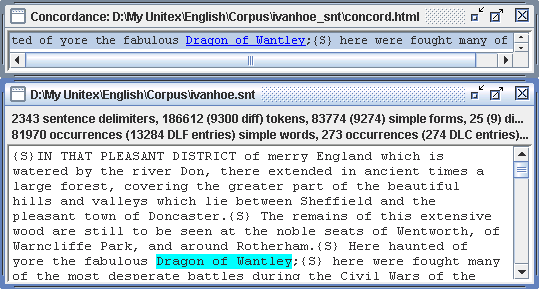 Concordance: D:\My Unitex\English\Corpus\ivanhoe_snt\concord.html
ted of yore the fabulous Dragon of Wantley;{S} here were fought many of
D:\My Unitex\English\Corpus\ivanhoe.snt
2343 sentence delimiters, 186612 (9300 diff) tokens, 83774 (9274) simple forms, 25 (9) di...
81970 occurrences (13284 DLF entries) simple words, 273 occurrences (274 DLC entries)...
{S}IN THAT PLEASANT DISTRICT of merry England which is
watered by the river Don, there extended in ancient times a
large forest, covering the greater part of the beautiful
hills and valleys which lie between Sheffield and the
pleasant town of Doncaster.{S} The remains of this extensive
wood are still to be seen at the noble seats of Wentworth, of
Warncliffe Park, and around Rotherham.{S} Here haunted of
yore the fabulous Dragon of Wantley;{S} here were fought many
of the most desperate battles during the Civil Wars of the